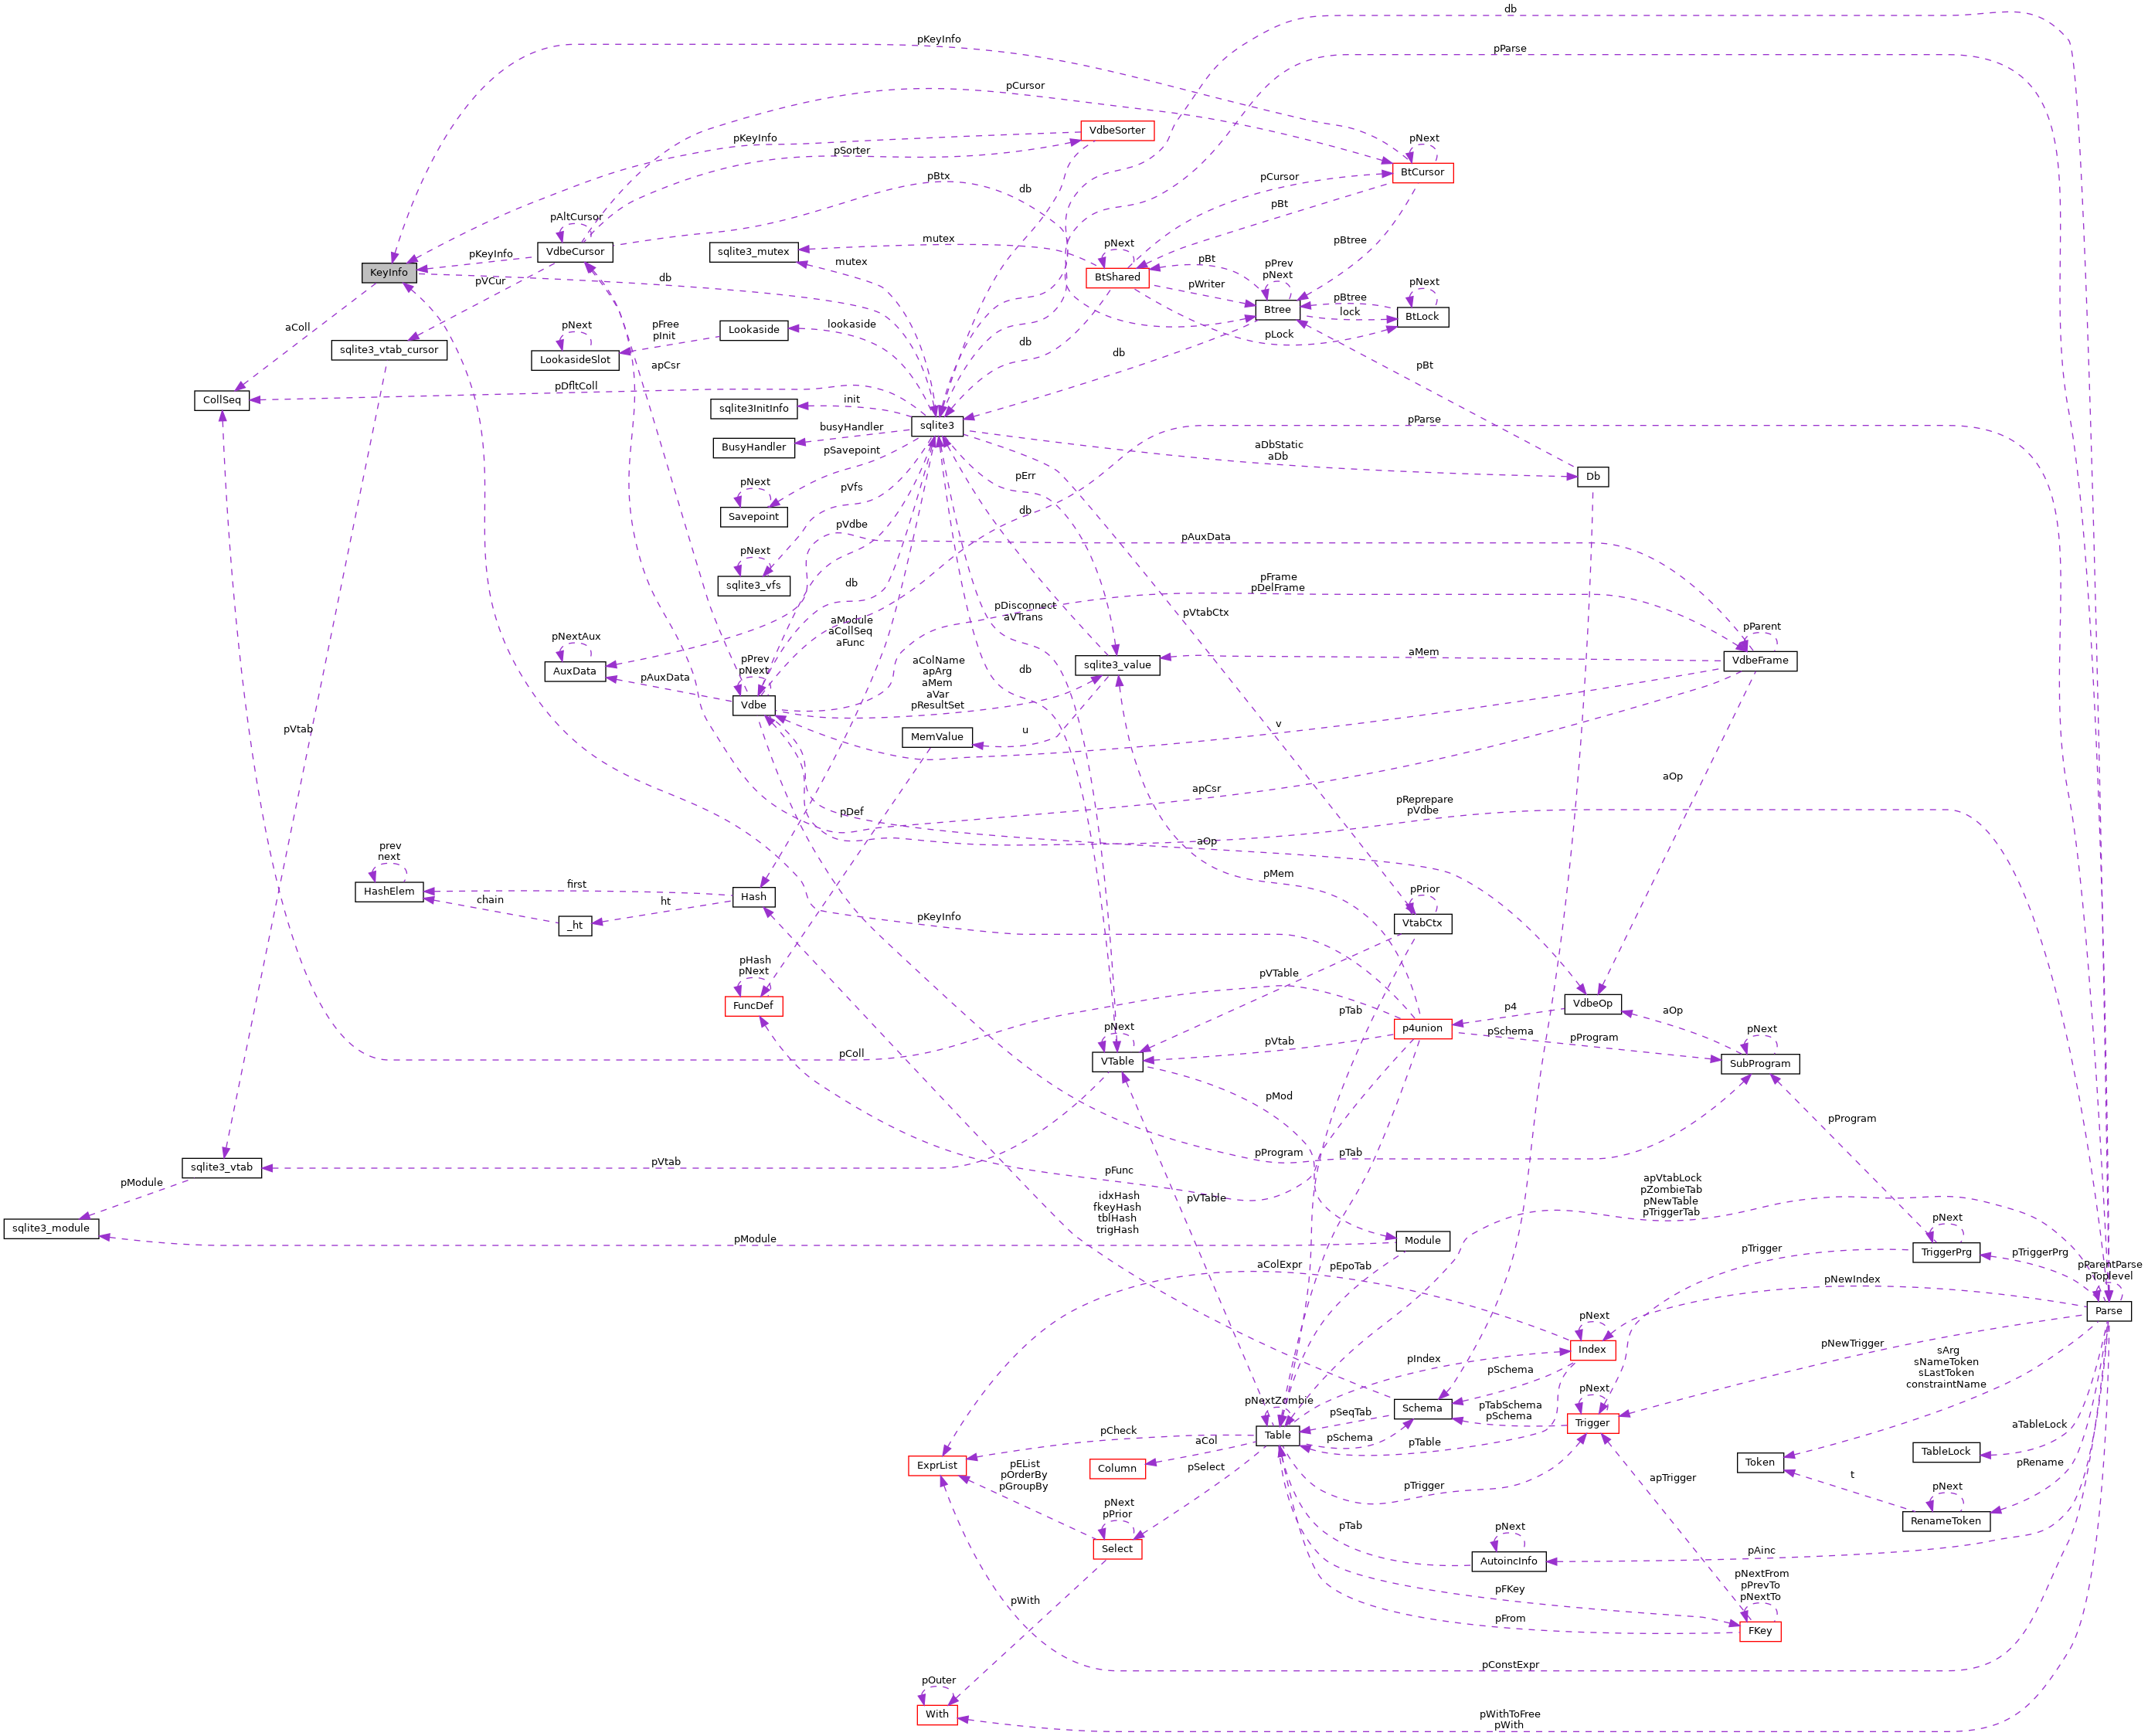 db
pKeyInfo
pParse
pCursor
VdbeSorter
pKeyInfo
pSorter
pNext
BtCursor
pBtx
db
pCursor
pBt
pAltCursor
VdbeCursor
pKeyInfo
pVCur
sqlite3_mutex
mutex
mutex
pNext
BtShared
pBtree
pBt
pWriter
pPrev
pNext
Btree
KeyInfo
db
aColl
pNext
pBtree
lock
BtLock
pLock
sqlite3_vtab_cursor
pNext
LookasideSlot
pFree
pInit
Lookaside
lookaside
apCsr
db
db
pBt
CollSeq
pDfltColl
sqlite3InitInfo
init
sqlite3
BusyHandler
busyHandler
pSavepoint
aDbStatic
aDb
pParse
Db
pNext
Savepoint
pVfs
pErr
db
pVdbe
pNext
sqlite3_vfs
pAuxData
db
pFrame
pDelFrame
pDisconnect
aVTrans
pVtabCtx
aModule
aCollSeq
aFunc
pNextAux
AuxData
pAuxData
pPrev
pNext
Vdbe
aColName
apArg
aMem
aVar
pResultSet
db
sqlite3_value
aMem
pParent
VdbeFrame
pVtab
MemValue
u
v
aOp
apCsr
pDef
pReprepare
pVdbe
aOp
prev
next
HashElem
first
chain
_ht
ht
Hash
pMem
pPrior
VtabCtx
pKeyInfo
pHash
pNext
FuncDef
pVTable
pTab
VdbeOp
p4
p4union
pSchema
aOp
pNext
SubProgram
pProgram
pNext
VTable
pVtab
pColl
pMod
pProgram
pTab
pProgram
sqlite3_vtab
pVtab
pFunc
pModule
sqlite3_module
pModule
idxHash
fkeyHash
tblHash
trigHash
pVTable
apVtabLock
pZombieTab
pNewTable
pTriggerTab
Module
pEpoTab
aColExpr
pTrigger
pNext
TriggerPrg
pTriggerPrg
pParentParse
pToplevel
Parse
pNewIndex
pNext
Index
pIndex
pSchema
pNewTrigger
sArg
sNameToken
sLastToken
constraintName
pNextZombie
Table
Schema
pSeqTab
pSchema
pTabSchema
pSchema
pNext
Trigger
pTable
pCheck
aCol
ExprList
Column
pSelect
pEList
pOrderBy
pGroupBy
pTrigger
apTrigger
Token
aTableLock
TableLock
pRename
t
pNext
RenameToken
pNext
pPrior
Select
pTab
pNext
AutoincInfo
pAinc
pFKey
pFrom
pNextFrom
pPrevTo
pNextTo
FKey
pWith
pConstExpr
pOuter
With
pWithToFree
pWith